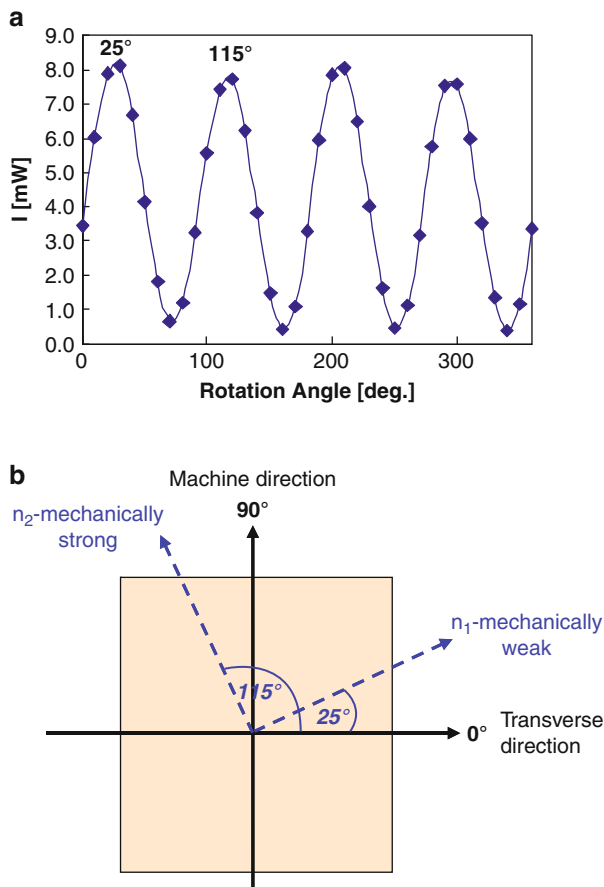 a
25°
115°
9.0
8.0
7.0
6.0
5.0
4.0
3.0
2.0
1.0
0.0
I [mW]
0
100
200
300
Rotation Angle [deg.]
b
Machine direction
90°
n2-mechanically
strong
n1-mechanically
weak
115°
25°
0°
Transverse
direction